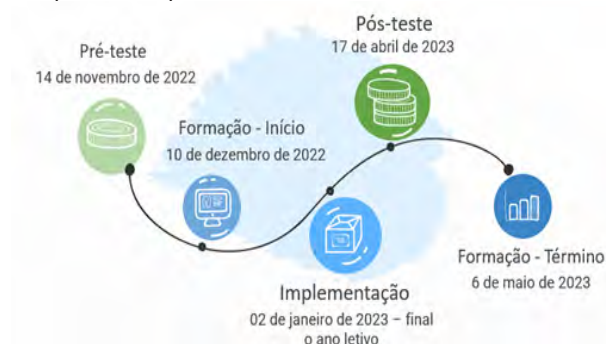 Pré-teste
14 de novembro de 2022
Formação - Início
10 de dezembro de 2022
Implementação
02 de janeiro de 2023 – final
o ano letivo
Pós-teste
17 de abril de 2023
Formação - Término
6 de maio de 2023